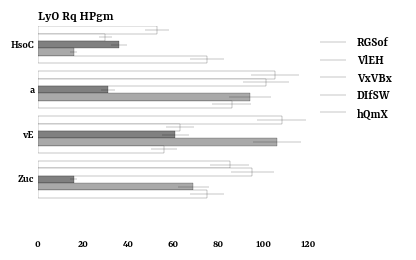 LyO Rq HPgm
HsoC
a
vE
Zuc
0 20 40 60 80 100 120
RGSof
VlEH
VxVBx
DIfSW
hQmX